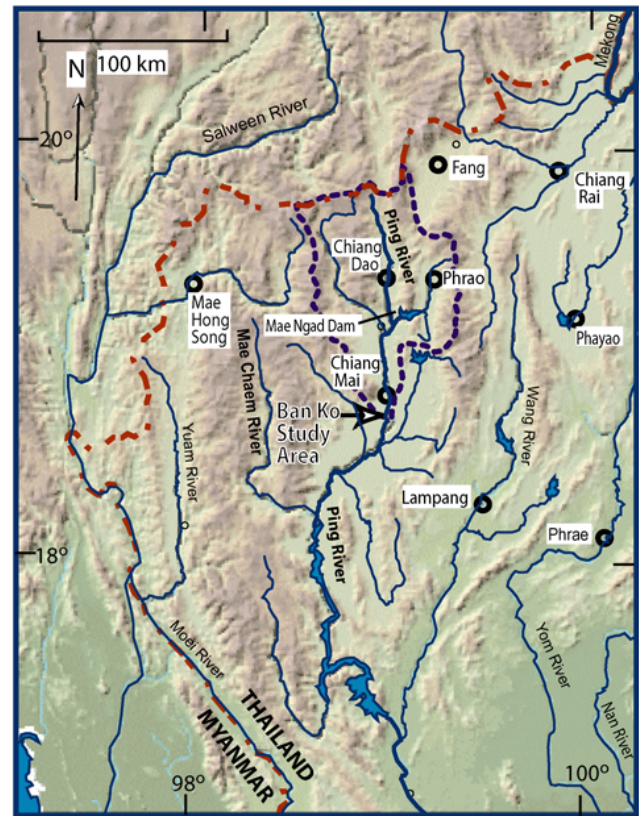 100 km
N
Mekong
Salween River
20°
Fang
Chiang
Rai
Ping River
Chiang
Dao
Phrao
Mae
Hong
Song
Mae Ngad Dam
Phayao
Mae Chaem River
Chiang
Mai
Wang River
Ban Ko
Study
Area
Yuam River
Lampang
Ping River
Phrae
18°
Moei River
Yom River
Nan River
THAILAND
MYANMAR
98°
100°